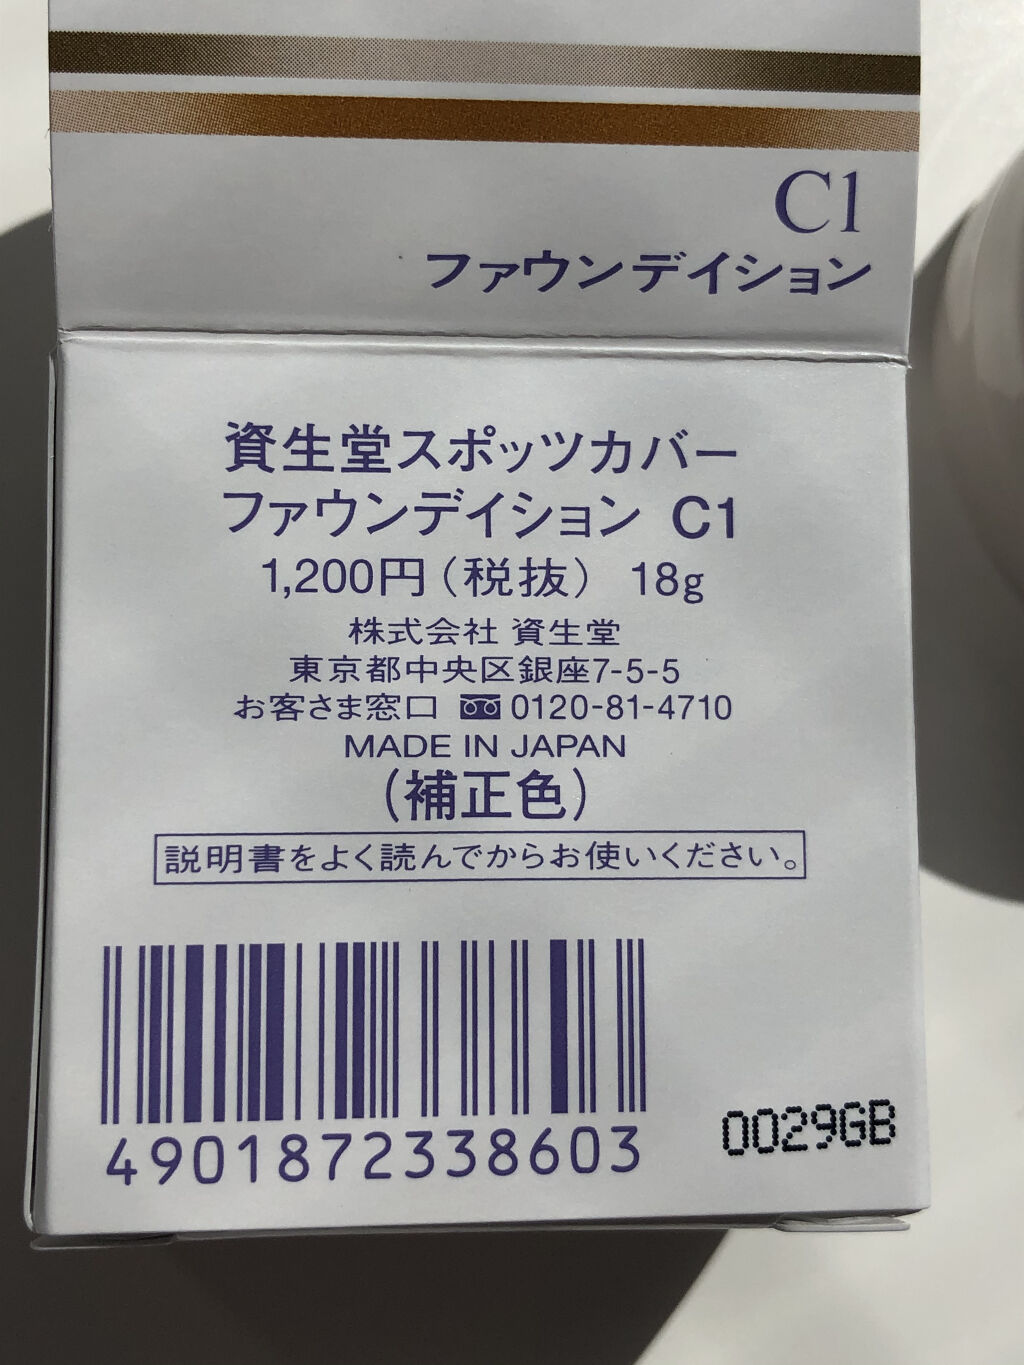 C1
ファウンデイション
資生堂スポッツカバー
ファウンデイション C1
1,200円（税抜） 18g
株式会社 資生堂
東京都中央区銀座7-5-5
お客さま窓口 0120-81-4710
MADE IN JAPAN
（補正色）
説明書をよく読んでからお使いください。
4901872338603
0029GB